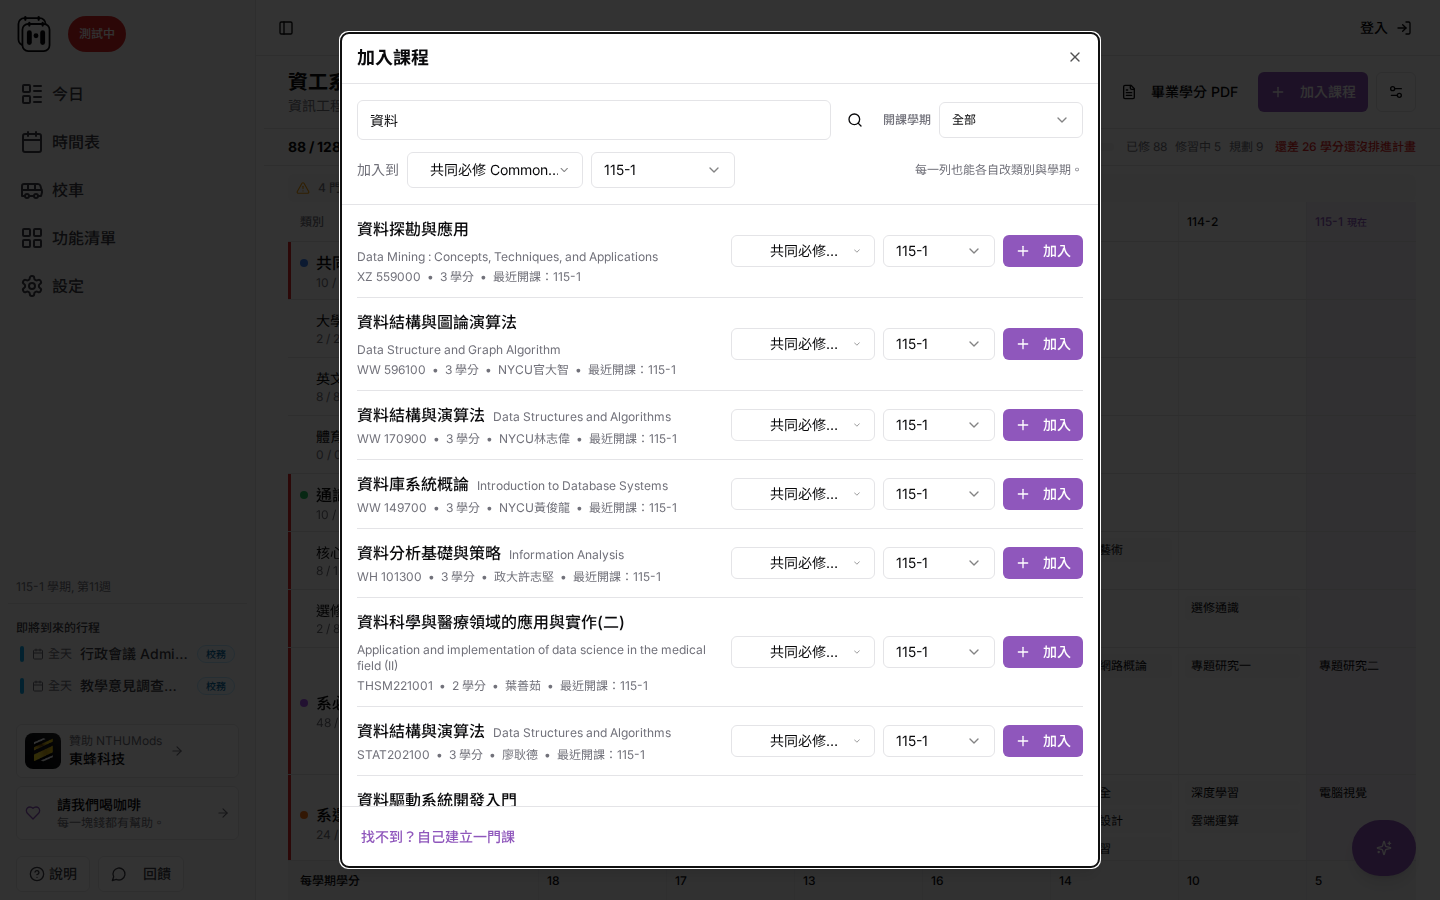 測試中
今日
時間表
校車
功能清單
設定
115-1 學期, 第11週
即將到來的行程
全天 行政會議 Admi... 校務
全天 教學意見調查... 校務
贊助 NTHUMods
東蜂科技
請我們喝咖啡
每一塊錢都有幫助。
說明
回饋
登入
資工系
資訊工程
畢業學分 PDF
加入課程
88 / 128
已修 88 修習中 5 規劃 9 還差 26 學分還沒排進計畫
類別
114-2
115-1 現在
選修通識
網路概論
專題研究一
專題研究二
深度學習
電腦視覺
雲端運算
每學期學分
18
17
13
16
14
10
5
加入課程
資料
開課學期
全部
加入到
共同必修 Common...
115-1
每一列也能各自改類別與學期。
資料探勘與應用
Data Mining : Concepts, Techniques, and Applications
XZ 559000 • 3 學分 • 最近開課：115-1
共同必修... 115-1 加入
資料結構與圖論演算法
Data Structure and Graph Algorithm
WW 596100 • 3 學分 • NYCU官大智 • 最近開課：115-1
共同必修... 115-1 加入
資料結構與演算法 Data Structures and Algorithms
WW 170900 • 3 學分 • NYCU林志偉 • 最近開課：115-1
共同必修... 115-1 加入
資料庫系統概論 Introduction to Database Systems
WW 149700 • 3 學分 • NYCU黃俊龍 • 最近開課：115-1
共同必修... 115-1 加入
資料分析基礎與策略 Information Analysis
WH 101300 • 3 學分 • 政大許志堅 • 最近開課：115-1
共同必修... 115-1 加入
資料科學與醫療領域的應用與實作(二)
Application and implementation of data science in the medical
field (II)
THSM221001 • 2 學分 • 葉善茹 • 最近開課：115-1
共同必修... 115-1 加入
資料結構與演算法 Data Structures and Algorithms
STAT202100 • 3 學分 • 廖耿德 • 最近開課：115-1
共同必修... 115-1 加入
資料驅動系統開發入門
找不到？自己建立一門課